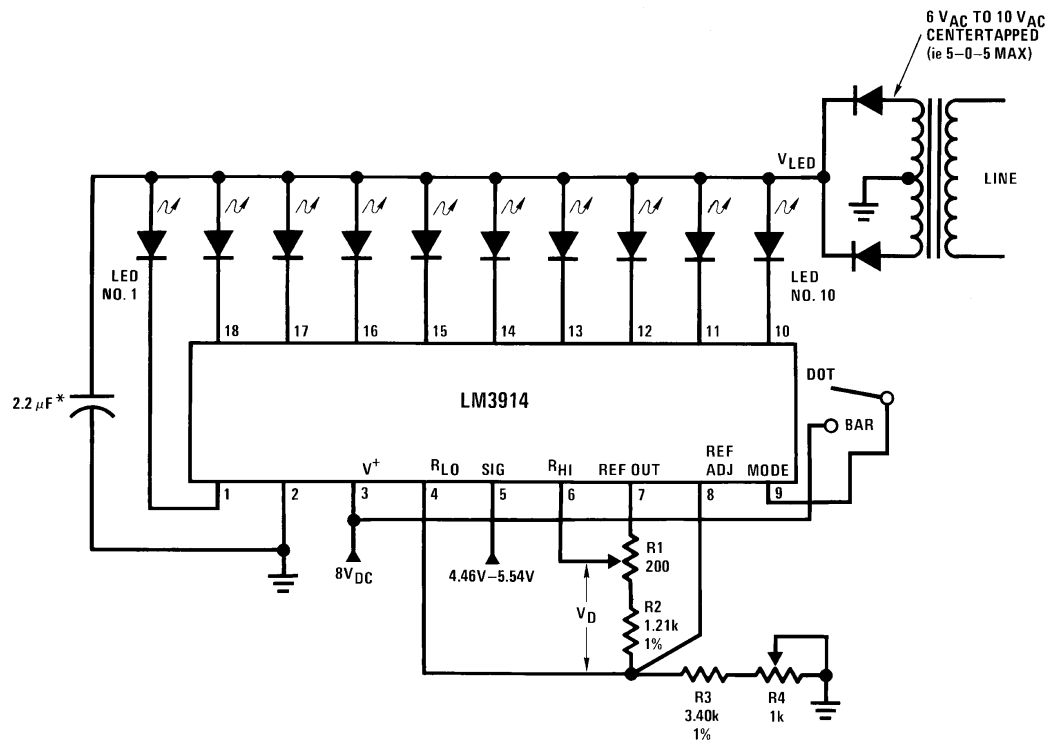 6 VAC TO 10 VAC
CENTERTAPPED
(ie 5–0–5 MAX)
VLED
LINE
LED
NO. 1
LED
NO. 10
18
17
16
15
14
13
12
11
10
2.2 μF*
LM3914
DOT
BAR
V+
RLO
SIG
RHI
REF OUT
REF
ADJ
MODE
1
2
3
4
5
6
7
8
9
8VDC
4.46V–5.54V
R1
200
VD
R2
1.21k
1%
R3
3.40k
1%
R4
1k